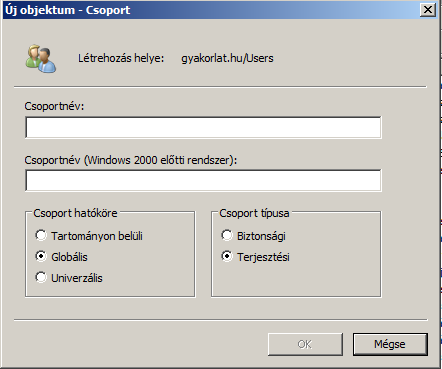 Új objektum - Csoport
Létrehozás helye: gyakorlat.hu/Users
Csoportnév:
Csoportnév (Windows 2000 előtti rendszer):
Csoport hatóköre
Tartományon belüli
Globális
Univerzális
Csoport típusa
Biztonsági
Terjesztési
OK
Mégse